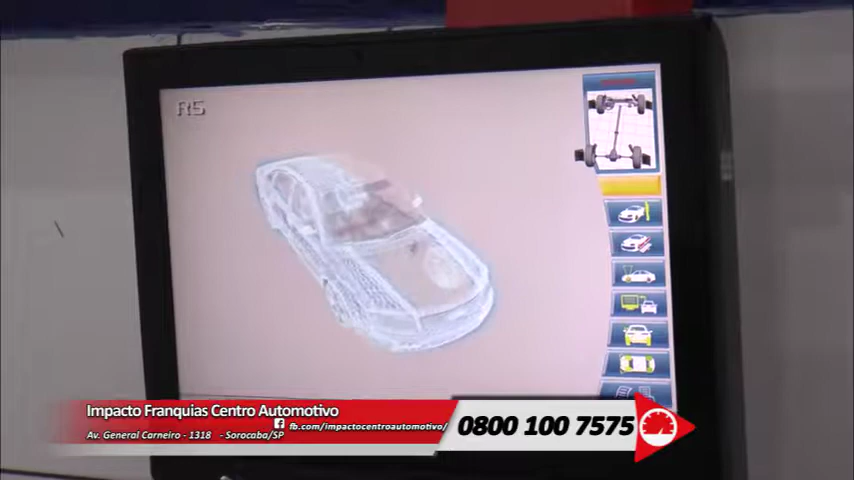 R5
Impacto Franquias Centro Automotivo
fb.com/impactocentroautomotivo/
Av. General Carneiro - 1318 - Sorocaba/SP
0800 100 7575